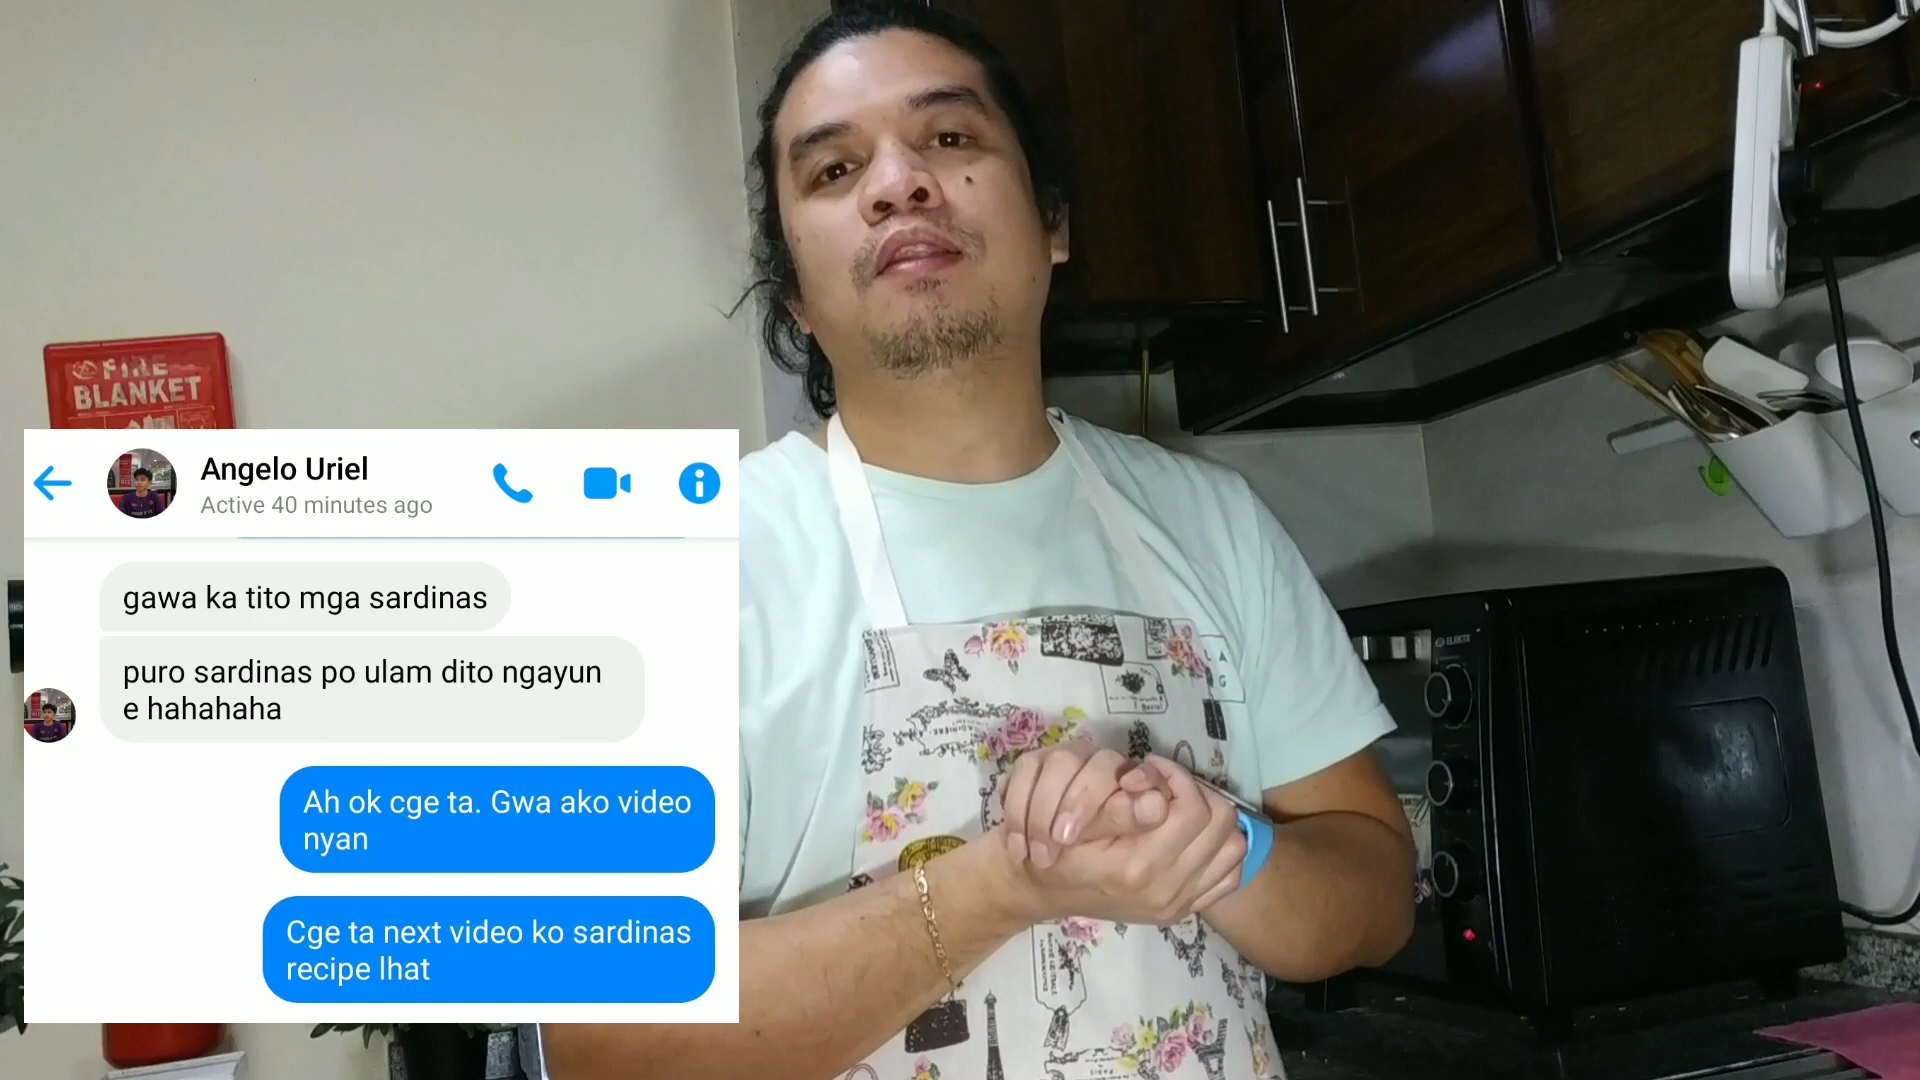 FIRE
BLANKET
Angelo Uriel
Active 40 minutes ago
gawa ka tito mga sardinas
puro sardinas po ulam dito ngayun
e hahahaha
Ah ok cge ta. Gwa ako video
nyan
Cge ta next video ko sardinas
recipe lhat
ELEKTA